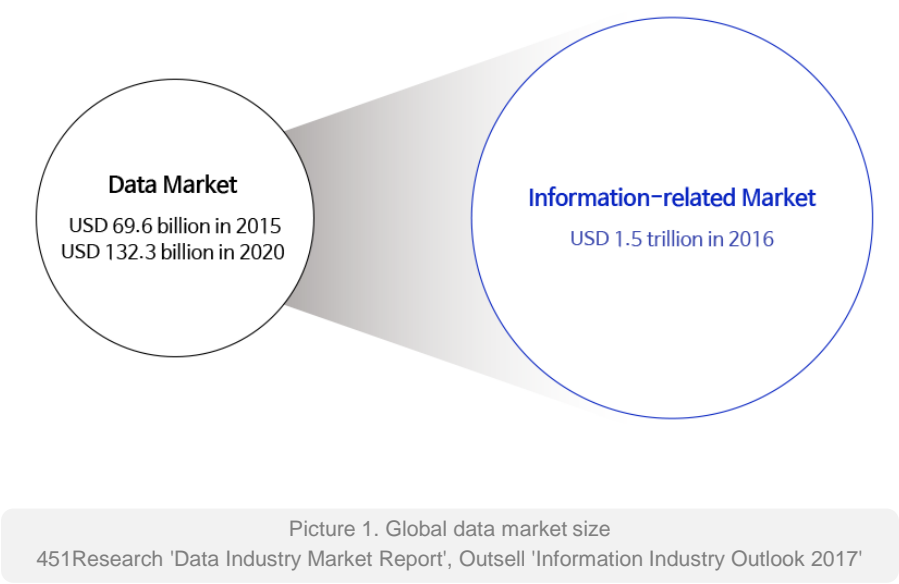 Data Market
USD 69.6 billion in 2015
USD 132.3 billion in 2020
Information-related Market
USD 1.5 trillion in 2016
Picture 1. Global data market size
451Research 'Data Industry Market Report', Outsell 'Information Industry Outlook 2017'